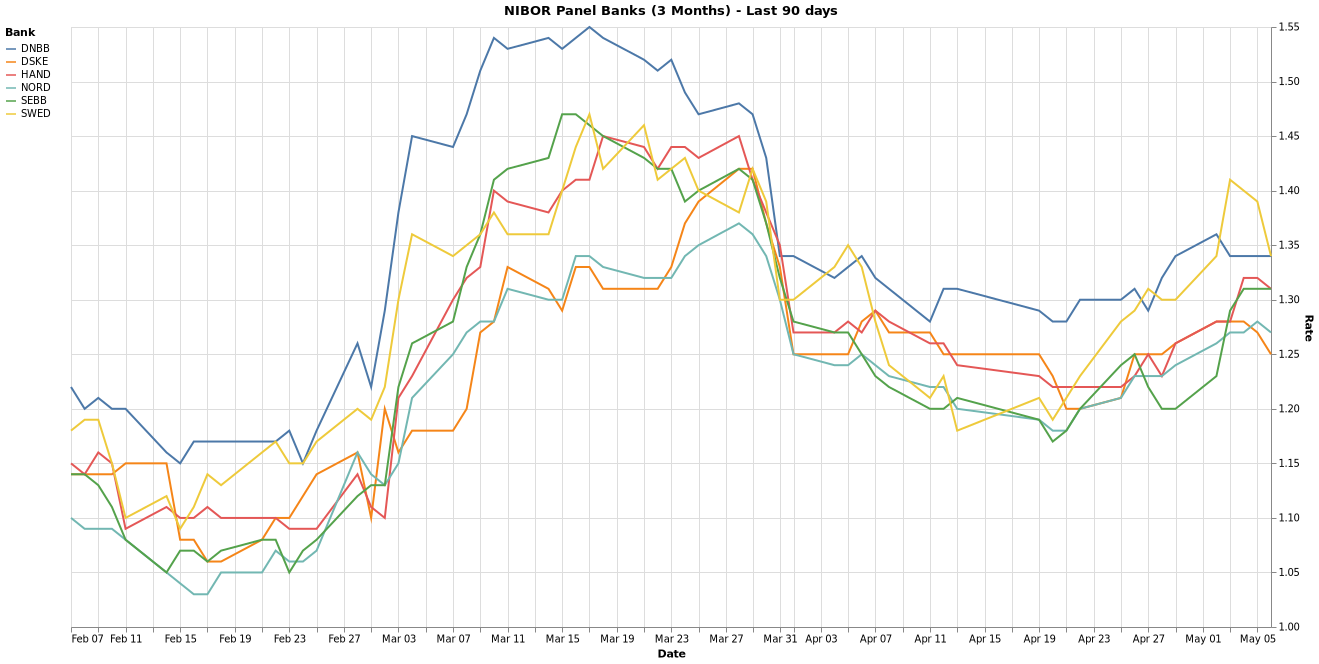 NIBOR Panel Banks (3 Months) - Last 90 days
Bank
DNBB
DSKE
HAND
NORD
SEBB
SWED
1.55
1.50
1.45
1.40
1.35
1.30
1.25
1.20
1.15
1.10
1.05
1.00
Rate
Feb 07 Feb 11 Feb 15 Feb 19 Feb 23 Feb 27 Mar 03 Mar 07 Mar 11 Mar 15 Mar 19 Mar 23 Mar 27 Mar 31 Apr 03 Apr 07 Apr 11 Apr 15 Apr 19 Apr 23 Apr 27 May 01 May 05
Date